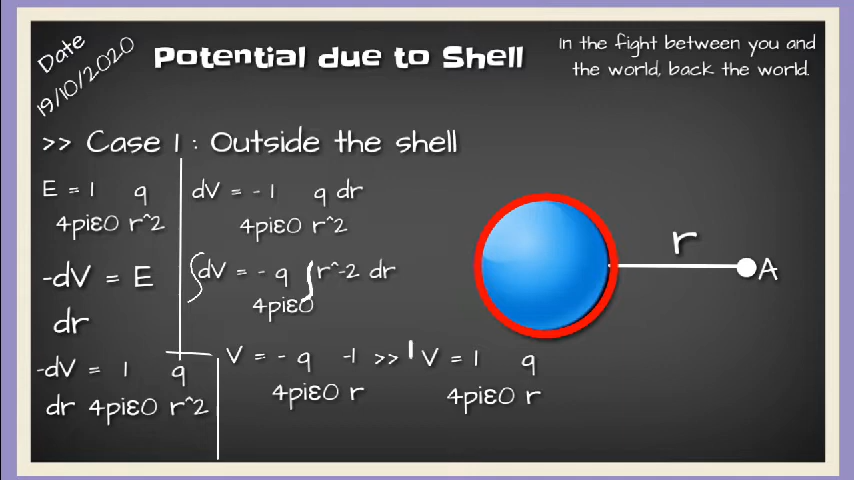 Date
19/10/2020
Potential due to Shell
In the fight between you and
the world, back the world.
>> Case 1 : Outside the shell
E = 1 q
4piε0 r^2
-dV = E
dr
-dV = 1 q
dr 4piε0 r^2
dV = - 1 q dr
4piε0 r^2
∫dV = - q ∫r^-2 dr
4piε0
V = - q -1 >> V = 1 q
4piε0 r 4piε0 r
r
A